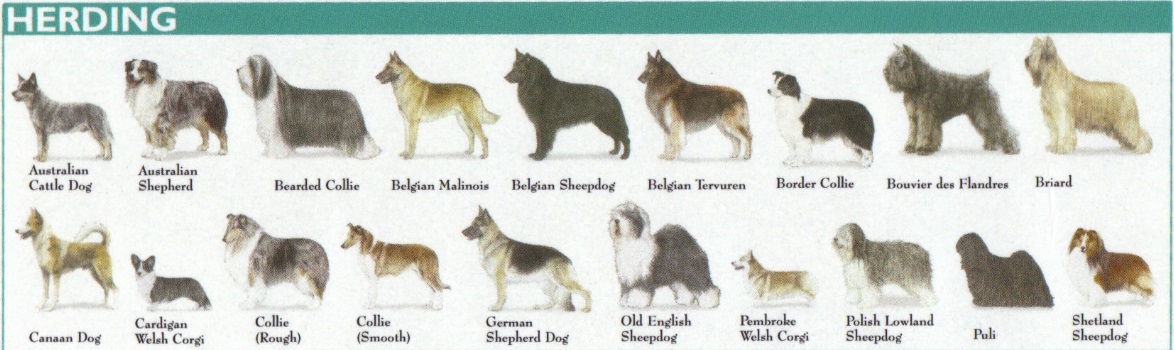 HERDING
Australian
Cattle Dog
Australian
Shepherd
Bearded Collie
Belgian Malinois
Belgian Sheepdog
Belgian Tervuren
Border Collie
Bouvier des Flandres
Briard
Canaan Dog
Cardigan
Welsh Corgi
Collie
(Rough)
Collie
(Smooth)
German
Shepherd Dog
Old English
Sheepdog
Pembroke
Welsh Corgi
Polish Lowland
Sheepdog
Puli
Shetland
Sheepdog